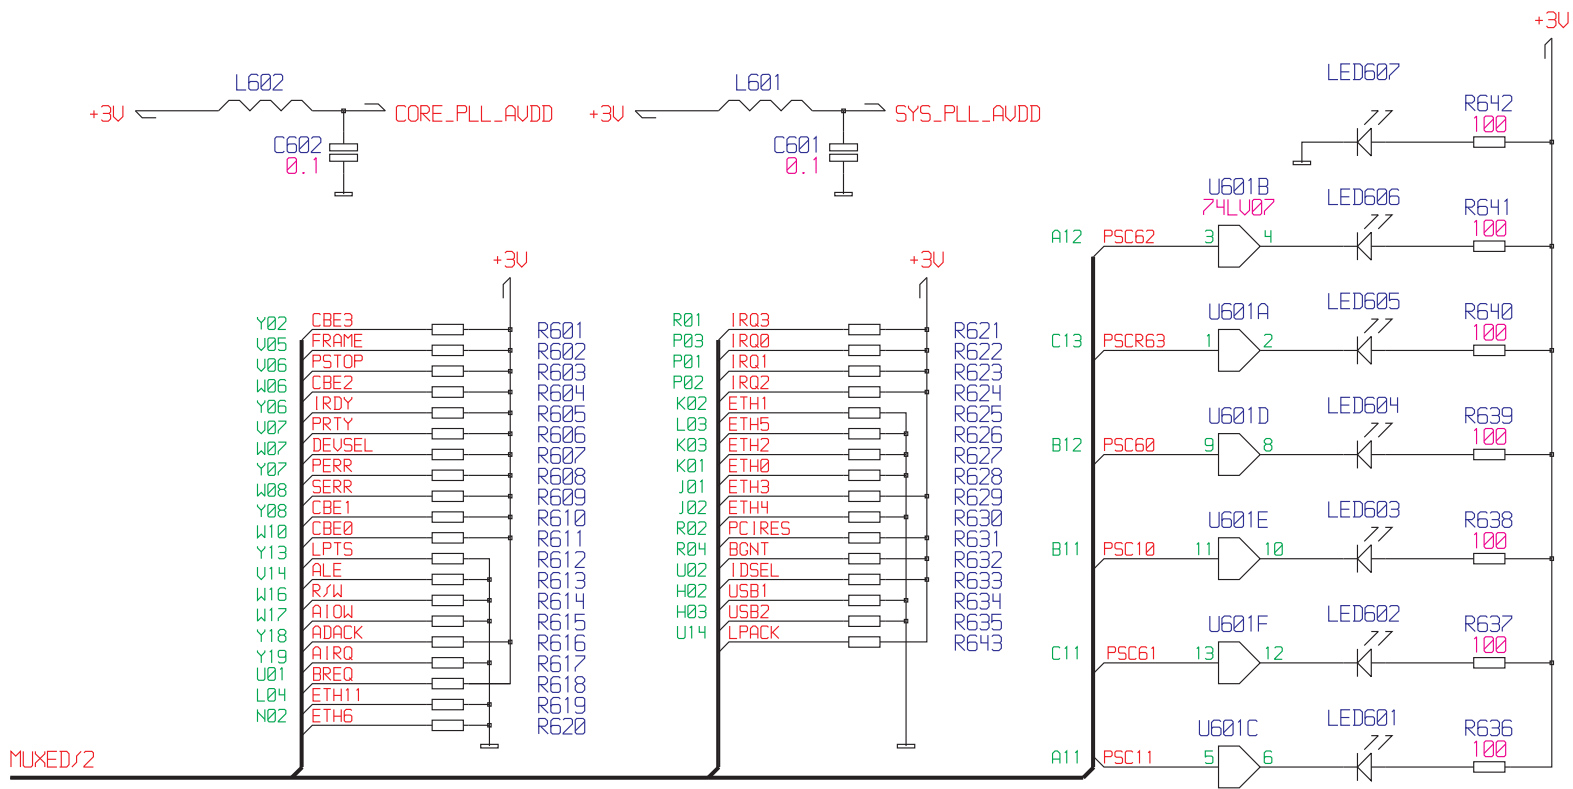 +3V
L602
+3V
CORE_PLL_AVDD
C602
0.1
L601
+3V
SYS_PLL_AVDD
C601
0.1
LED607
R642
100
U601B
74LV07
LED606
R641
100
A12 PSC62 3 4
U601A
LED605
R640
100
C13 PSCR63 1 2
U601D
LED604
R639
100
B12 PSC60 9 8
U601E
LED603
R638
100
B11 PSC10 11 10
U601F
LED602
R637
100
C11 PSC61 13 12
U601C
LED601
R636
100
A11 PSC11 5 6
+3V
Y02 CBE3 R601
V05 FRAME R602
V06 PSTOP R603
W06 CBE2 R604
Y06 IRDY R605
V07 PRTY R606
W07 DEVSEL R607
Y07 PERR R608
W08 SERR R609
Y08 CBE1 R610
W10 CBE0 R611
Y13 LPTS R612
V14 ALE R613
W16 R/W R614
W17 AIOW R615
Y18 ADACK R616
Y19 AIRQ R617
U01 BREQ R618
L04 ETH11 R619
N02 ETH6 R620
+3V
R01 IRQ3 R621
P03 IRQ0 R622
P01 IRQ1 R623
P02 IRQ2 R624
K02 ETH1 R625
L03 ETH5 R626
K03 ETH2 R627
K01 ETH0 R628
J01 ETH3 R629
J02 ETH4 R630
R02 PCIRES R631
R04 BGNT R632
U02 IDSEL R633
H02 USB1 R634
H03 USB2 R635
U14 LPACK R643
MUXED/2